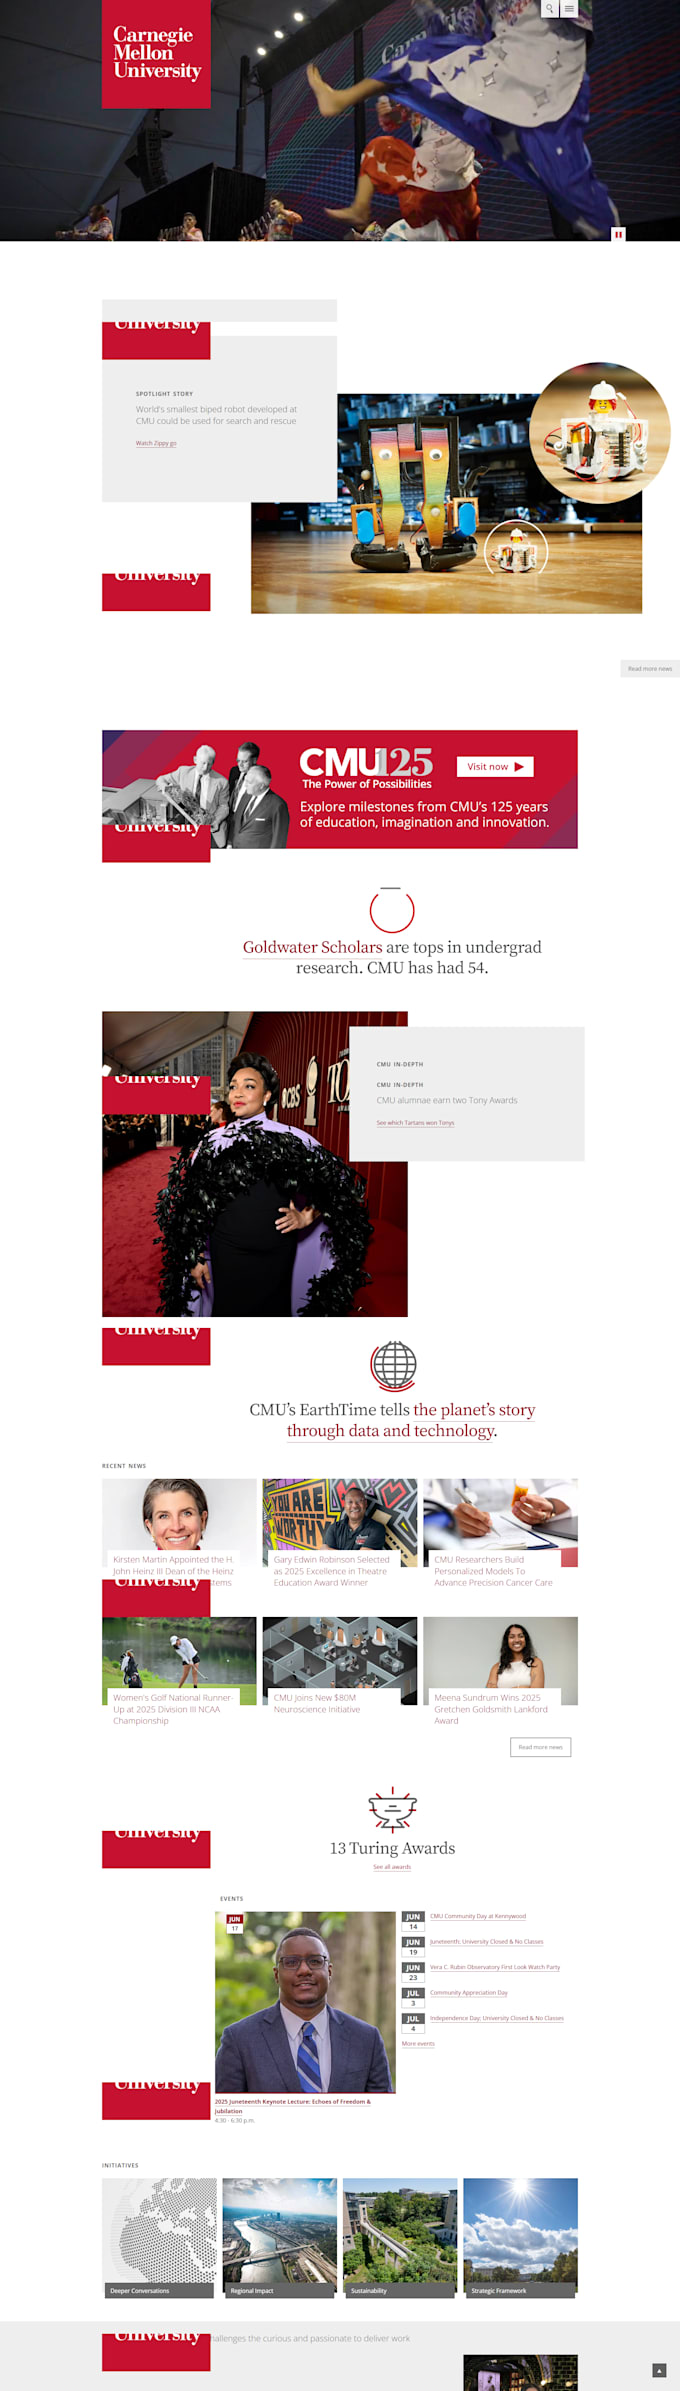 Carnegie
Mellon
University
University
SPOTLIGHT STORY
World's smallest biped robot developed at
CMU could be used for search and rescue
Watch Zippy go
University
Read more news
CMU125
The Power of Possibilities
Visit now
Explore milestones from CMU's 125 years
of education, imagination and innovation.
University
Goldwater Scholars are tops in undergrad
research. CMU has had 54.
University
CBS
CMU IN-DEPTH
CMU IN-DEPTH
CMU alumnae earn two Tony Awards
See which Tartans won Tonys
University
CMU's EarthTime tells the planet's story
through data and technology.
RECENT NEWS
YOU ARE
WORTHY
Kirsten Martin Appointed the H.
John Heinz III Dean of the Heinz
University
Gary Edwin Robinson Selected
as 2025 Excellence in Theatre
Education Award Winner
CMU Researchers Build
Personalized Models To
Advance Precision Cancer Care
Women's Golf National Runner-
Up at 2025 Division III NCAA
Championship
CMU Joins New $80M
Neuroscience Initiative
Meena Sundrum Wins 2025
Gretchen Goldsmith Lankford
Award
Read more news
University
13 Turing Awards
See all awards
EVENTS
JUN
17
2025 Juneteenth Keynote Lecture: Echoes of Freedom &
Jubilation
4:30 - 6:30 p.m.
JUN
14
CMU Community Day at Kennywood
JUN
19
Juneteenth: University Closed & No Classes
JUN
23
Vera C. Rubin Observatory First Look Watch Party
JUL
3
Community Appreciation Day
JUL
4
Independence Day: University Closed & No Classes
More events
University
INITIATIVES
Deeper Conversations
Regional Impact
Sustainability
Strategic Framework
University
challenges the curious and passionate to deliver work